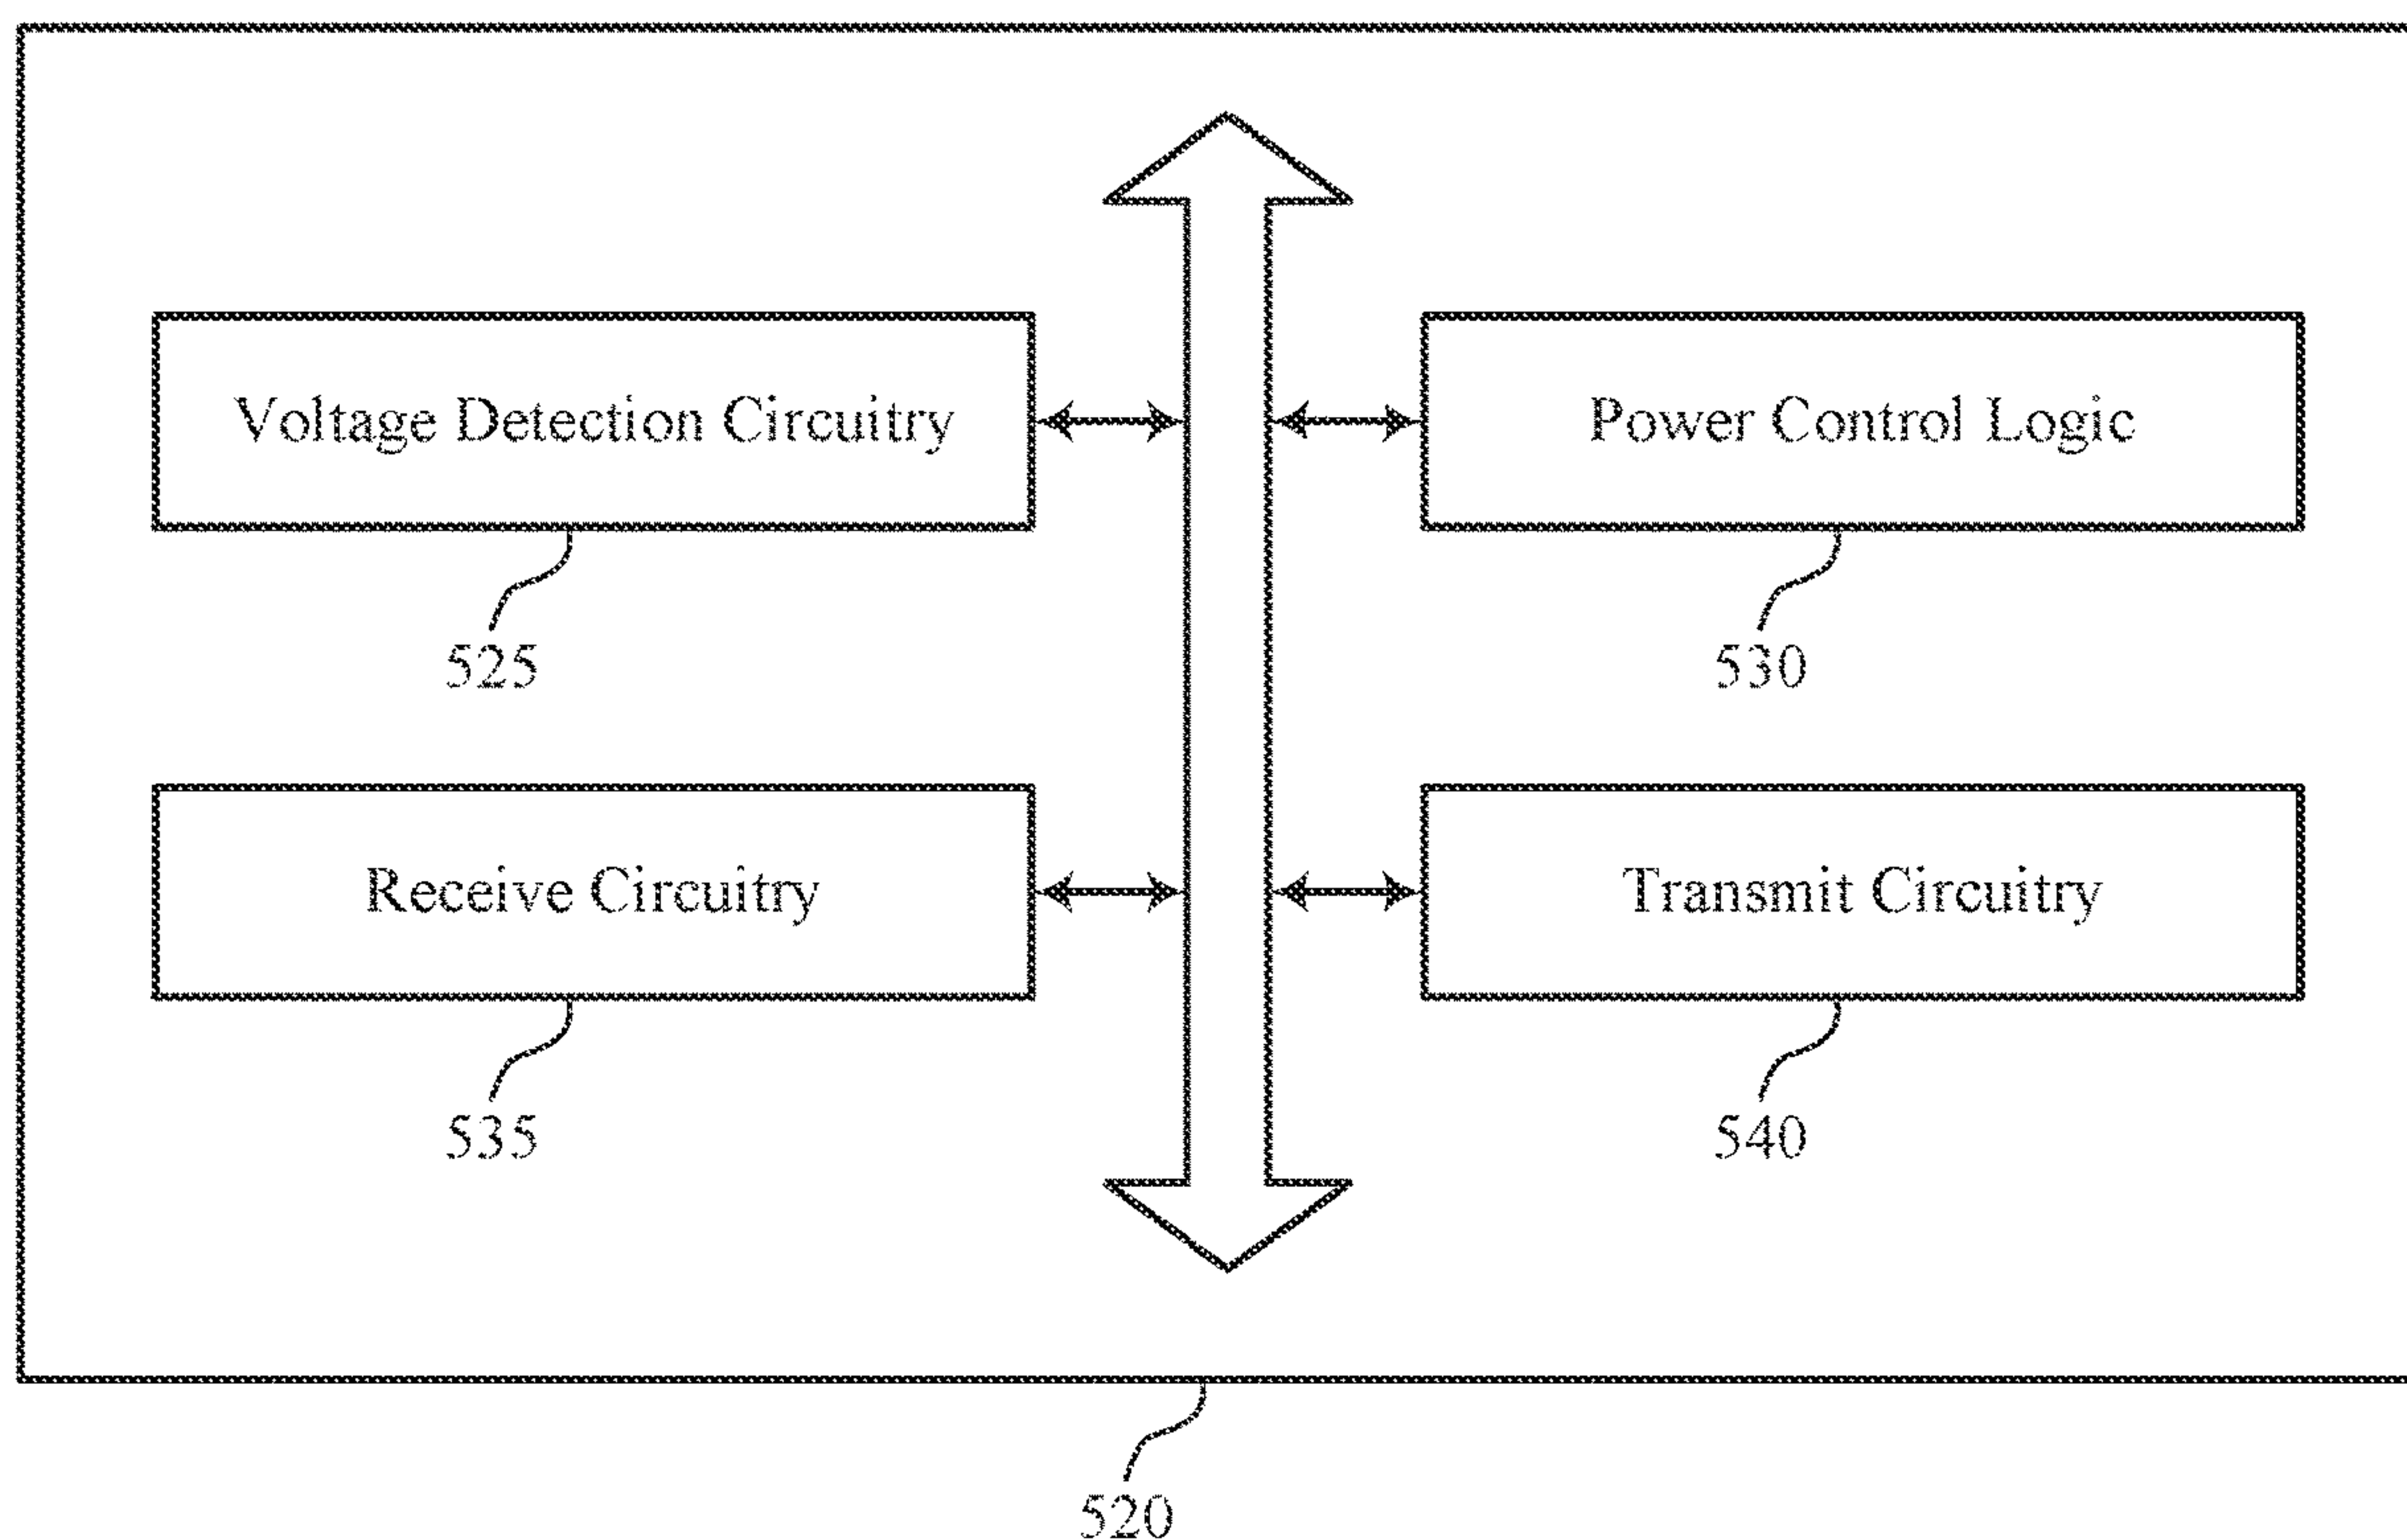 Voltage Detection Circuitry
Power Control Logic
525
530
Receive Circuitry
Transmit Circuitry
535
540
520